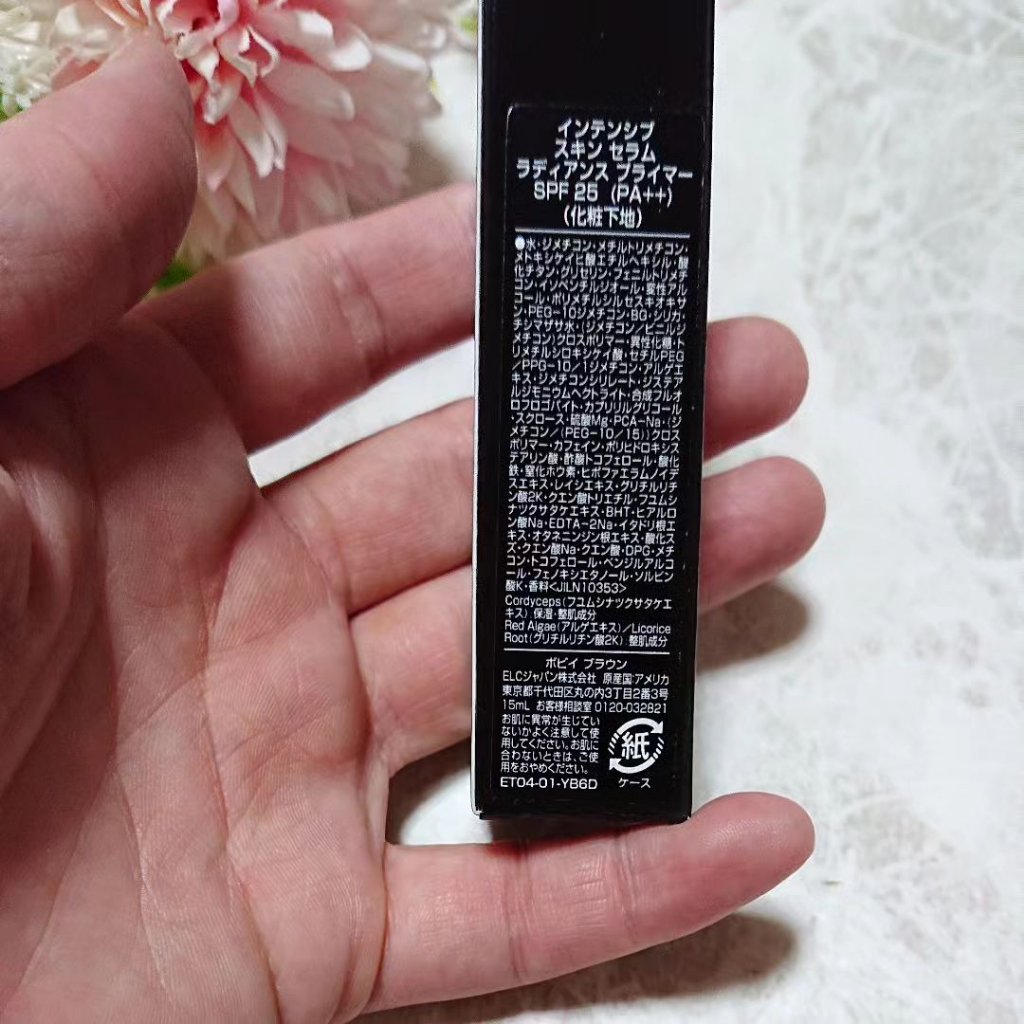 インテンシブ
スキン セラム
ラディアンス プライマー
SPF 25 (PA++)
(化粧下地)
●水・ジメチコン・メチルトリメチコン・
メトキシケイヒ酸エチルヘキシル・酸
化チタン・グリセリン・フェニルトリメチ
コン・イソペンチルジオール・変性アル
コール・ポリメチルシルセスキオキサ
ン・PEG-10ジメチコン・BG・シリカ・
チシマザサ水・(ジメチコン/ビニルジ
メチコン)クロスポリマー・異性化糖・ト
リメチルシロキシケイ酸・セチルPEG
/PPG-10/1ジメチコン・アルゲエ
キス・ジメチコンシリレート・ジステア
ルジモニウムヘクトライト・合成フルオ
ロフロゴパイト・カプリリルグリコール
・スクロース・硫酸Mg・PCA-Na・(ジ
メチコン/(PEG-10/15))クロス
ポリマー・カフェイン・ポリヒドロキシス
テアリン酸・酢酸トコフェロール・酸化
鉄・窒化ホウ素・ヒポファエラムノイデ
スエキス・レイシエキス・グリチルリチ
ン酸2K・クエン酸トリエチル・フユムシ
ナツクサタケエキス・BHT・ヒアルロ
ン酸Na・EDTA-2Na・イタドリ根エ
キス・オタネニンジン根エキス・酸化ス
ズ・クエン酸Na・クエン酸・DPG・メチ
コン・トコフェロール・ベンジルアルコ
ール・フェノキシエタノール・ソルビン
酸K・香料<JILN10353>
Cordyceps(フユムシナツクサタケエ
キス) 保湿・整肌成分
Red Algae(アルゲエキス)/Licorice
Root(グリチルリチン酸2K) 整肌成分
ボビイ ブラウン
ELCジャパン株式会社 原産国:アメリカ
東京都千代田区丸の内3丁目2番3号
15mL お客様相談室 0120-032821
お肌に異常が生じてい
ないかよく注意して使
用してください。お肌に
合わないときは、ご使
用をおやめください。
ET04-01-YB6D
紙
ケース